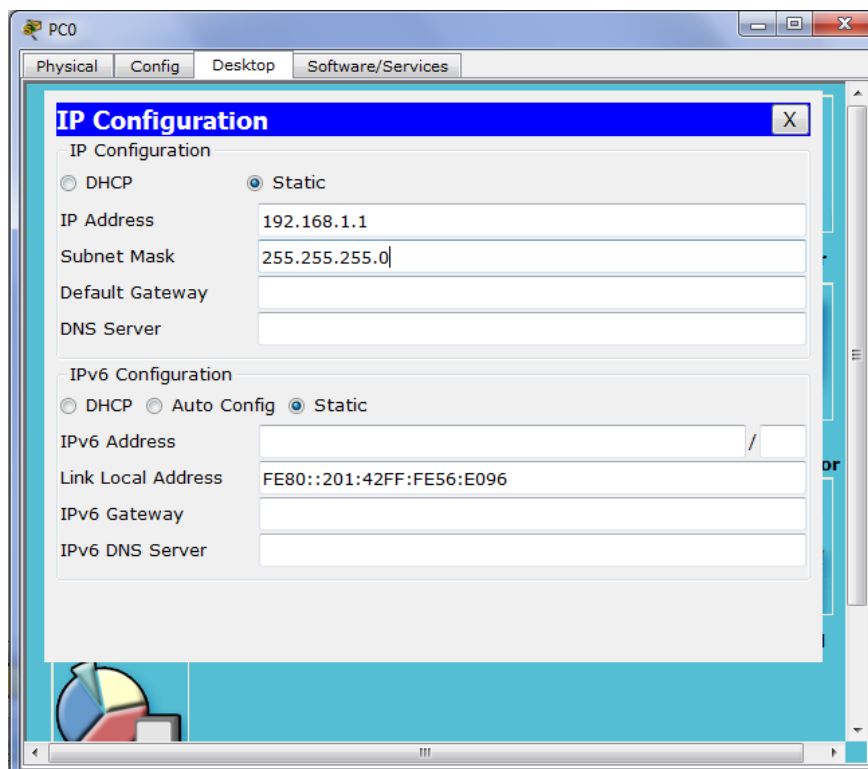 PC0
Physical Config Desktop Software/Services
IP Configuration X
IP Configuration
DHCP Static
IP Address 192.168.1.1
Subnet Mask 255.255.255.0
Default Gateway
DNS Server
IPv6 Configuration
DHCP Auto Config Static
IPv6 Address /
Link Local Address FE80::201:42FF:FE56:E096
IPv6 Gateway
IPv6 DNS Server